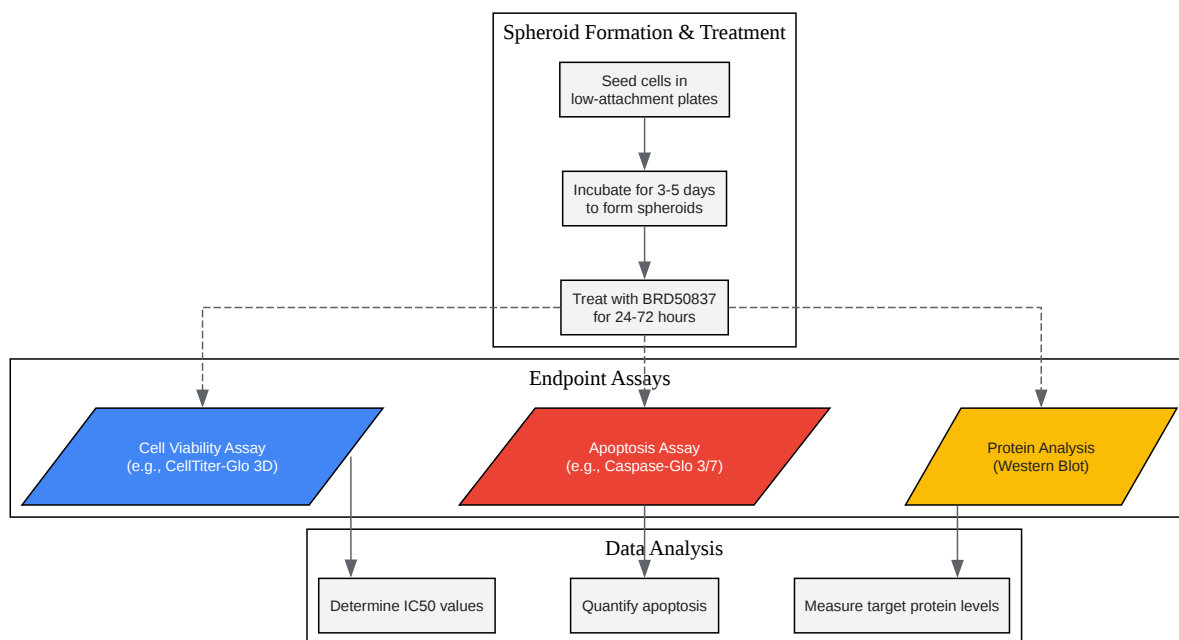 Spheroid Formation & Treatment
Seed cells in
low-attachment plates
Incubate for 3-5 days
to form spheroids
Treat with BRD50837
for 24-72 hours
Endpoint Assays
Cell Viability Assay
(e.g., CellTiter-Glo 3D)
Apoptosis Assay
(e.g., Caspase-Glo 3/7)
Protein Analysis
(Western Blot)
Data Analysis
Determine IC50 values
Quantify apoptosis
Measure target protein levels